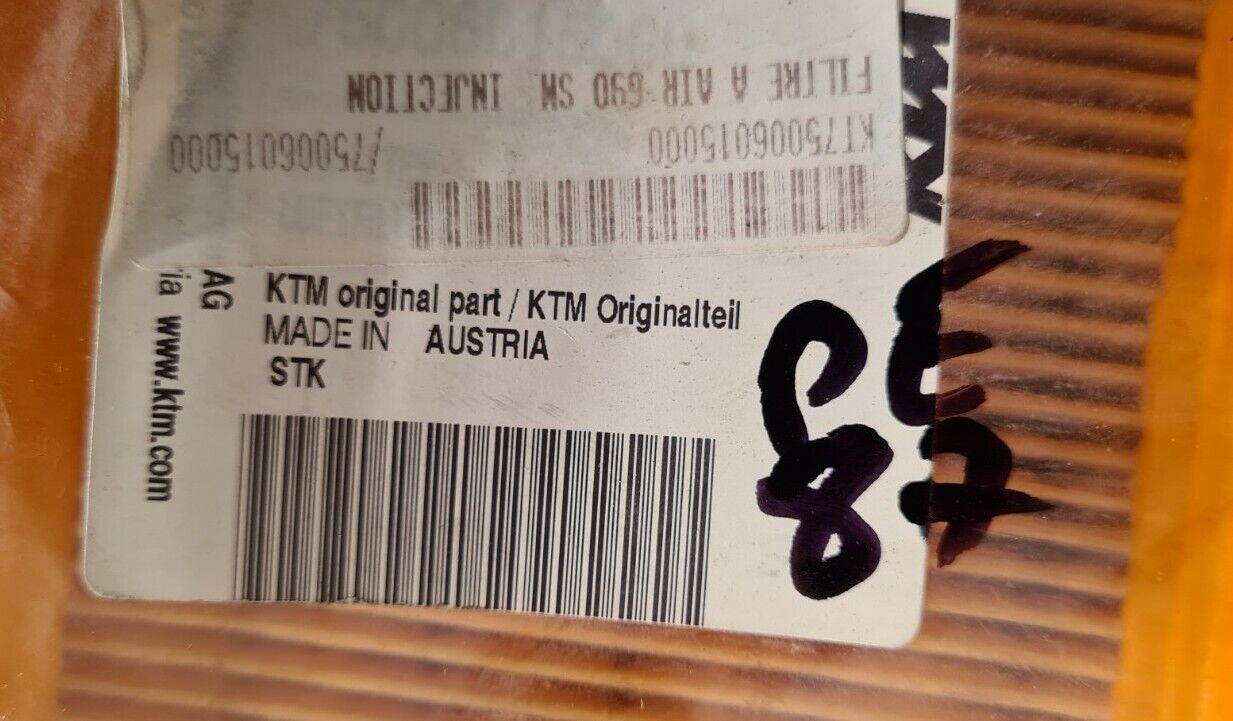 FILTRE A AIR 690 SM. INJECTION
KT75006015000 /75006015000
KTM original part / KTM Originalteil
MADE IN AUSTRIA
STK
AG
ia www.ktm.com